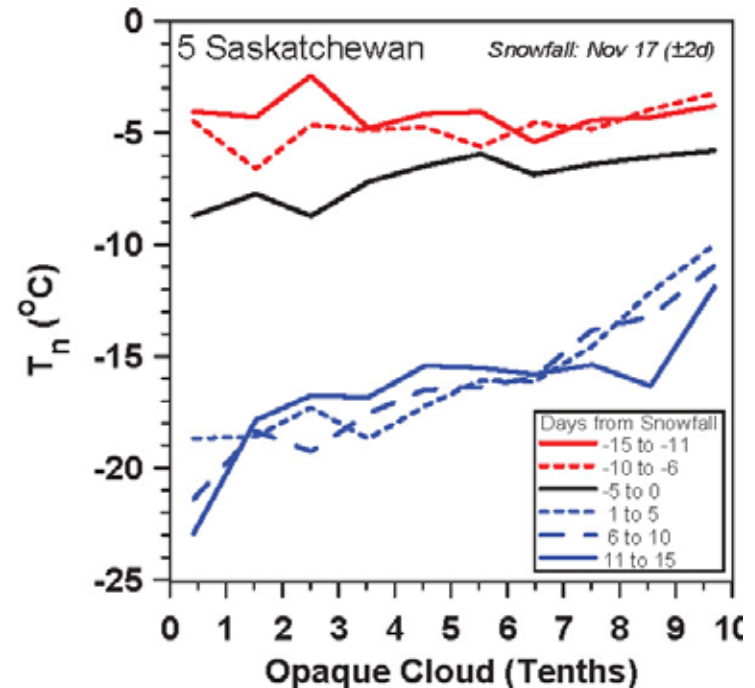 5 Saskatchewan
Snowfall: Nov 17 (±2d)
0
-5
-10
-15
-20
-25
Tn (°C)
Days from Snowfall
-15 to -11
-10 to -6
-5 to 0
1 to 5
6 to 10
11 to 15
0 1 2 3 4 5 6 7 8 9 10
Opaque Cloud (Tenths)